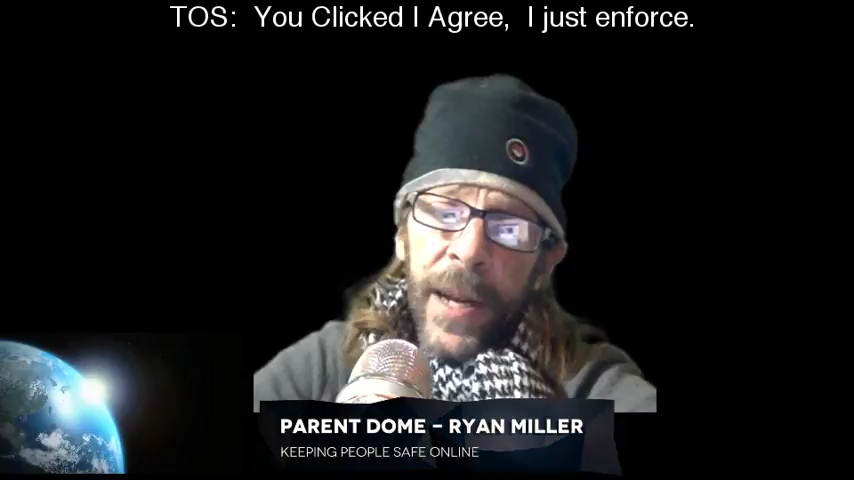 TOS:  You Clicked I Agree,  I just enforce.
PARENT DOME - RYAN MILLER
KEEPING PEOPLE SAFE ONLINE